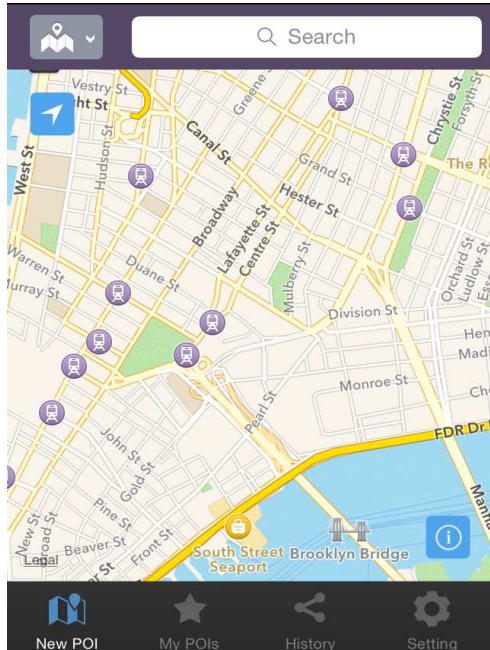 Search
Vestry St
ht St
Greene
Chrystie St
Forsyth St
Canal St
Hudson St
West St
Grand St
The
Hester St
Broadway
Lafayette St
Centre St
Mulberry St
Orchard St
Ludlow St
Ess
Warren St
Murray St
Duane St
Division St
Hen
Madi
Monroe St
Ch
Pearl St
FDR Dr
John St
Gold St
Manh
Pine St
New St
Broad St
Beaver St
Front St
South Street
Seaport
Brooklyn Bridge
Legal
New POI
My POIs
History
Setting